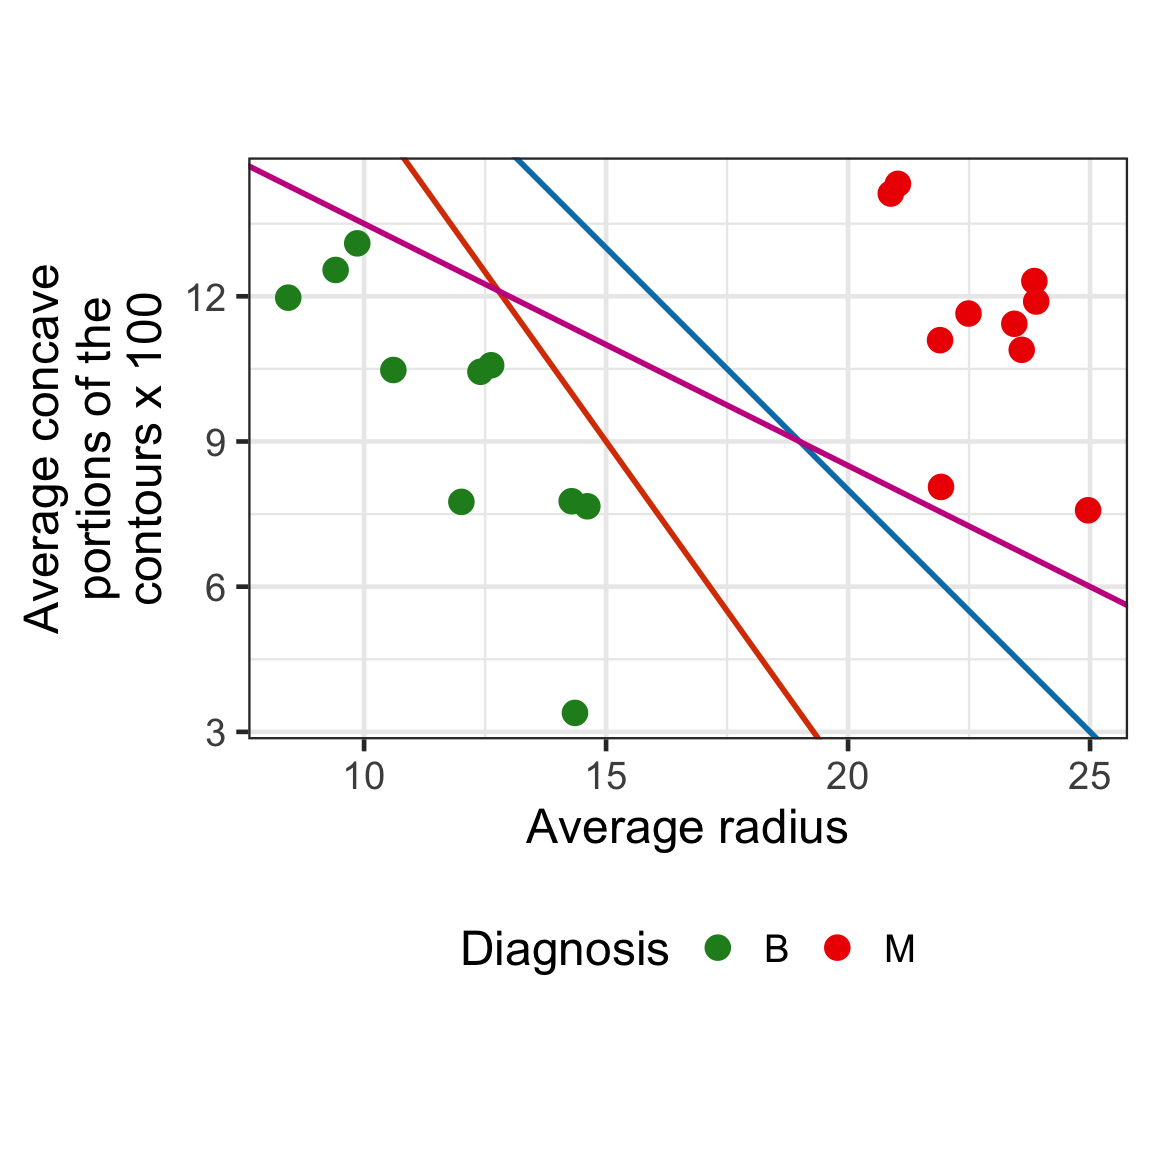 Average concave
portions of the
contours x 100
12
9
6
3
10 15 20 25
Average radius
Diagnosis B M